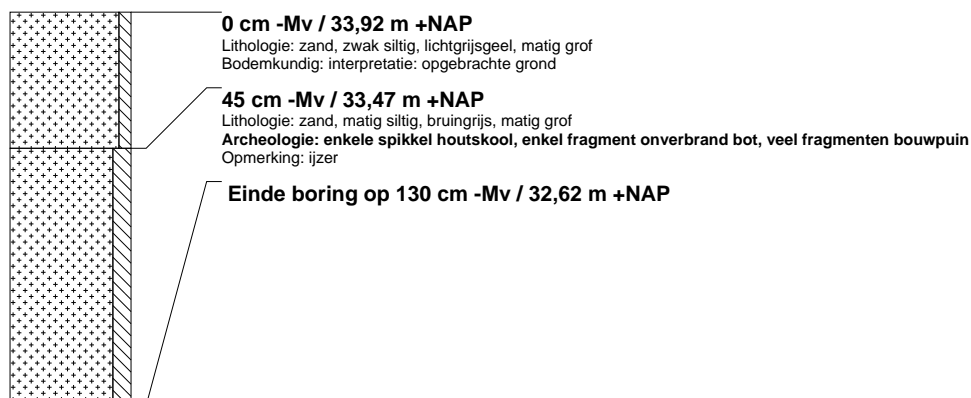 0 cm -Mv / 33,92 m +NAP
Lithologie: zand, zwak siltig, lichtgrijsgeel, matig grof
Bodemkundig: interpretatie: opgebrachte grond
45 cm -Mv / 33,47 m +NAP
Lithologie: zand, matig siltig, bruingrijs, matig grof
Archeologie: enkele spikkel houtskool, enkel fragment onverbrand bot, veel fragmenten bouwpuin
Opmerking: ijzer
Einde boring op 130 cm -Mv / 32,62 m +NAP